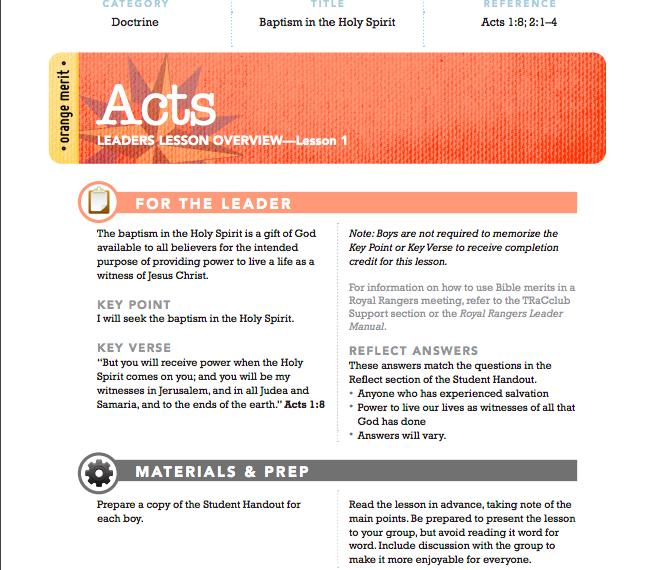 CATEGORY
TITLE
REFERENCE
Doctrine
Baptism in the Holy Spirit
Acts 1:8; 2:1–4
• orange merit •
Acts
LEADERS LESSON OVERVIEW—Lesson 1
FOR THE LEADER
The baptism in the Holy Spirit is a gift of God
available to all believers for the intended
purpose of providing power to live a life as a
witness of Jesus Christ.
KEY POINT
I will seek the baptism in the Holy Spirit.
KEY VERSE
“But you will receive power when the Holy
Spirit comes on you; and you will be my
witnesses in Jerusalem, and in all Judea and
Samaria, and to the ends of the earth.” Acts 1:8
Note: Boys are not required to memorize the
Key Point or Key Verse to receive completion
credit for this lesson.
For information on how to use Bible merits in a
Royal Rangers meeting, refer to the TRaCclub
Support section or the Royal Rangers Leader
Manual.
REFLECT ANSWERS
These answers match the questions in the
Reflect section of the Student Handout.
• Anyone who has experienced salvation
• Power to live our lives as witnesses of all that
God has done
• Answers will vary.
MATERIALS & PREP
Prepare a copy of the Student Handout for
each boy.
Read the lesson in advance, taking note of the
main points. Be prepared to present the lesson
to your group, but avoid reading it word for
word. Include discussion with the group to
make it more enjoyable for everyone.